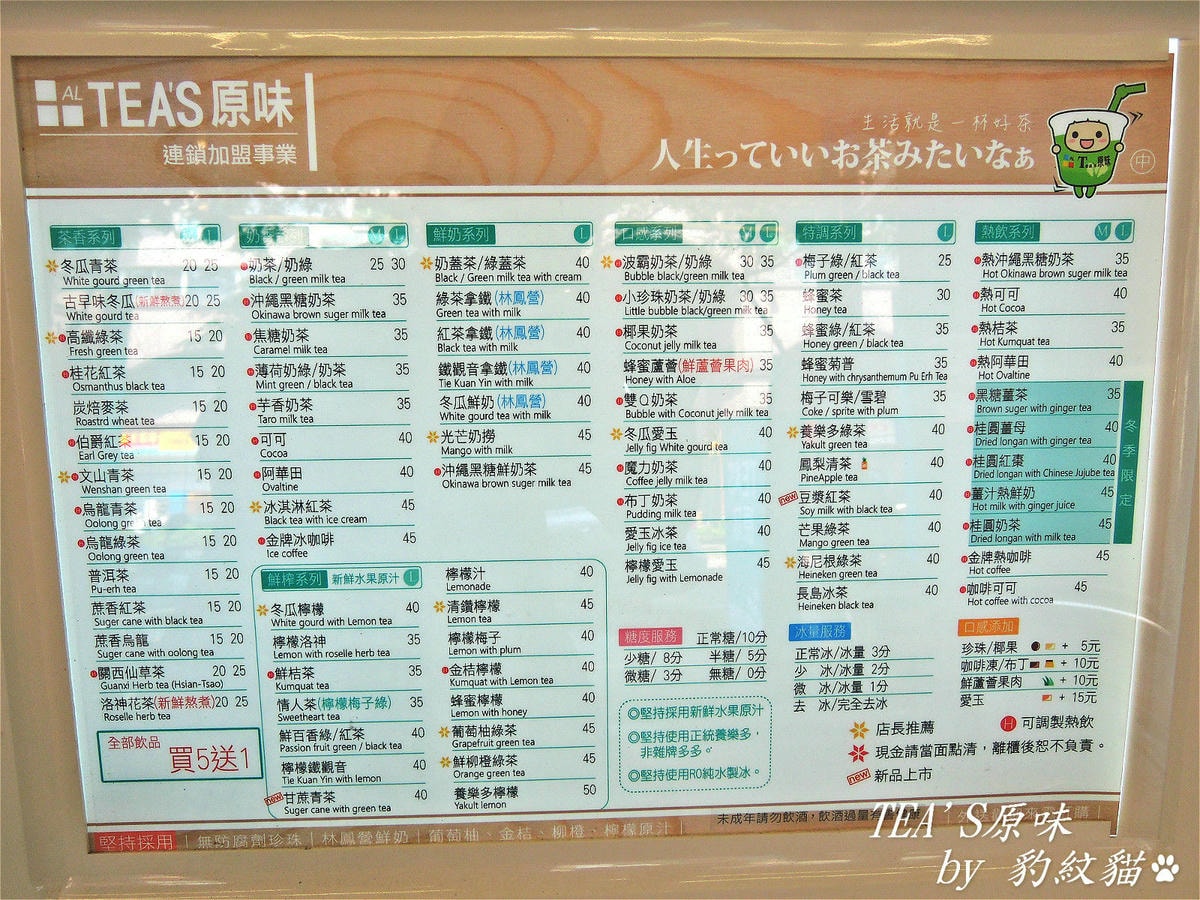 AL TEA'S 原味
連鎖加盟事業
生活就是一杯好茶
人生っていいお茶みたいなぁ
T...原味
中
茶香系列 M L
冬瓜青茶 20 25
White gourd green tea
古早味冬瓜(新鮮熬煮)20 25
White gourd tea
高纖綠茶 15 20
Fresh green tea
桂花紅茶 15 20
Osmanthus black tea
炭焙麥茶 15 20
Roastrd wheat tea
伯爵紅茶 15 20
Earl Grey tea
文山青茶 15 20
Wenshan green tea
烏龍青茶 15 20
Oolong green tea
烏龍綠茶 15 20
Oolong green tea
普洱茶 15 20
Pu-erh tea
蔗香紅茶 15 20
Sugar cane with black tea
蔗香烏龍 15 20
Sugar cane with oolong tea
關西仙草茶 20 25
Guanxi Herb tea (Hsian-Tsao)
洛神花茶(新鮮熬煮)20 25
Roselle herb tea
全部飲品
買5送1
M L
奶茶/奶綠 25 30
Black / green milk tea
沖繩黑糖奶茶 35
Okinawa brown suger milk tea
焦糖奶茶 35
Caramel milk tea
薄荷奶綠/奶茶 35
Mint green / black tea
芋香奶茶 35
Taro milk tea
可可 40
Cocoa
阿華田 40
Ovaltine
冰淇淋紅茶 45
Black tea with ice cream
金牌冰咖啡 45
Ice coffee
鮮奶系列 L
奶蓋茶/綠蓋茶 40
Black / Green milk tea with cream
綠茶拿鐵(林鳳營) 40
Green tea with milk
紅茶拿鐵(林鳳營) 40
Black tea with milk
鐵觀音拿鐵(林鳳營) 40
Tie Kuan Yin with milk
冬瓜鮮奶(林鳳營) 40
White gourd tea with milk
光芒奶撈 45
Mango with milk
沖繩黑糖鮮奶茶 45
Okinawa brown suger milk tea
鮮榨系列 新鮮水果原汁 L
冬瓜檸檬 40
White gourd with Lemon tea
檸檬洛神 35
Lemon with roselle herb tea
鮮桔茶 35
Kumquat tea
情人茶(檸檬梅子綠) 35
Sweetheart tea
鮮百香綠/紅茶 40
Passion fruit green / black tea
檸檬鐵觀音 40
Tie Kuan Yin with lemon
new 甘蔗青茶 40
Sugar cane with green tea
檸檬汁 40
Lemonade
清鑽檸檬 45
Lemon tea
檸檬梅子 40
Lemon with plum
金桔檸檬 40
Kumquat with Lemon tea
蜂蜜檸檬 40
Lemon with honey
葡萄柚綠茶 45
Grapefruit green tea
鮮柳橙綠茶 45
Orange green tea
養樂多檸檬 50
Yakult lemon
口感系列 M L
波霸奶茶/奶綠 30 35
Bubble black/green milk tea
小珍珠奶茶/奶綠 30 35
Little bubble black/green milk tea
椰果奶茶 35
Coconut jelly milk tea
蜂蜜蘆薈(鮮蘆薈果肉) 35
Honey with Aloe
雙Q奶茶 35
Bubble with Coconut jelly milk tea
冬瓜愛玉 40
Jelly fig White gourd tea
魔力奶茶 40
Coffee jelly milk tea
布丁奶茶 40
Pudding milk tea
愛玉冰茶 40
Jelly fig ice tea
檸檬愛玉 45
Jelly fig with Lemonade
特調系列 L
梅子綠/紅茶 25
Plum green / black tea
蜂蜜茶 30
Honey tea
蜂蜜綠/紅茶 35
Honey green / black tea
蜂蜜菊普 35
Honey with chrysanthemum Pu Erh Tea
梅子可樂/雪碧 35
Coke / sprite with plum
養樂多綠茶 40
Yakult green tea
鳳梨清茶 40
PineApple tea
new 豆漿紅茶 40
Soy milk with black tea
芒果綠茶 40
Mango green tea
海尼根綠茶 40
Heineken green tea
長島冰茶 40
Heineken black tea
熱飲系列 M L
熱沖繩黑糖奶茶 35
Hot Okinawa brown suger milk tea
熱可可 40
Hot Cocoa
熱桔茶 35
Hot Kumquat tea
熱阿華田 40
Hot Ovaltine
黑糖薑茶 35
Brown suger with ginger tea
桂圓薑母 40
Dried longan with ginger tea
桂圓紅棗 40
Dried longan with Chinese Jujube tea
薑汁熱鮮奶 45
Hot milk with ginger juice
桂圓奶茶 45
Dried longan with milk tea
冬季限定
金牌熱咖啡 45
Hot coffee
咖啡可可 45
Hot coffee with cocoa
糖度服務 正常糖/10分
少糖/ 8分 半糖/ 5分
微糖/ 3分 無糖/ 0分
冰量服務
正常冰/冰量 3分
少 冰/冰量 2分
微 冰/冰量 1分
去 冰/完全去冰
口感添加
珍珠/椰果 + 5元
咖啡凍/布丁 + 10元
鮮蘆薈果肉 + 10元
愛玉 + 15元
◎堅持採用新鮮水果原汁
◎堅持使用正統養樂多，
非雜牌多多。
◎堅持使用RO純水製冰。
店長推薦 H 可調製熱飲
現金請當面點清，離櫃後恕不負責。
new 新品上市
堅持採用 無防腐劑珍珠 | 林鳳營鮮奶 | 葡萄柚、金桔、柳橙、檸檬原汁
未成年請勿飲酒，飲酒過量有
TEA'S原味
by 豹紋貓